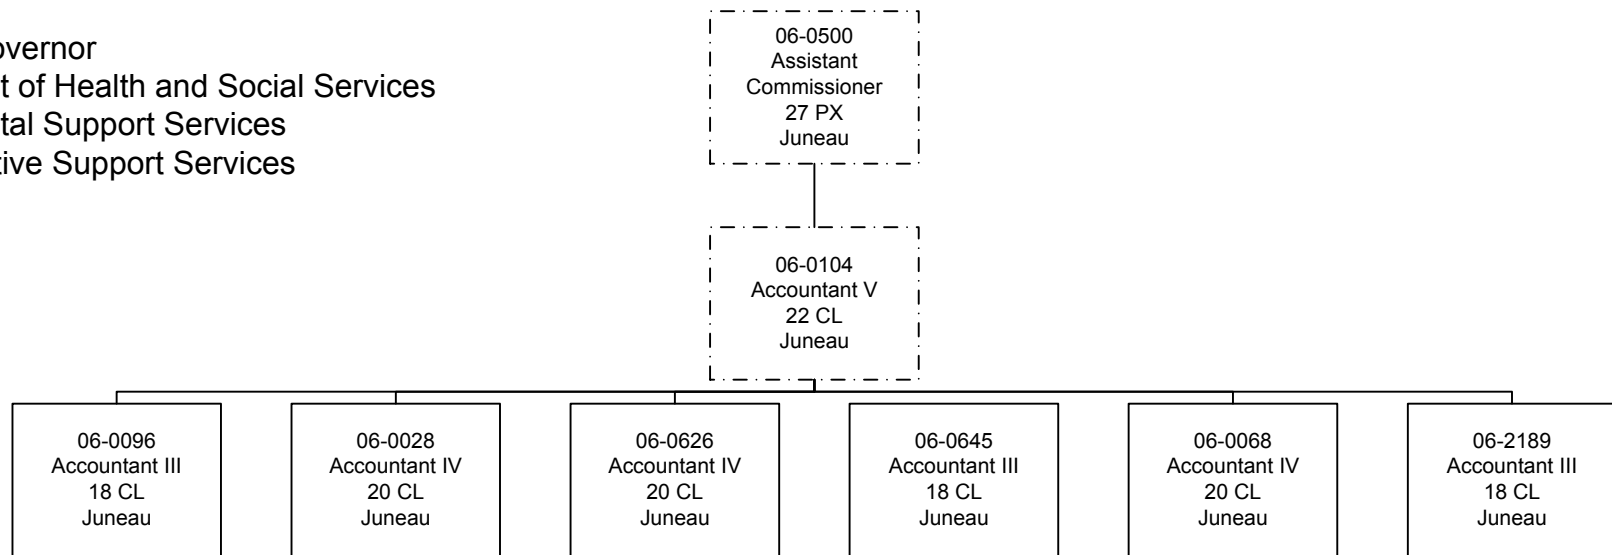 overnor
t of Health and Social Services
tal Support Services
tive Support Services
06-0500
Assistant
Commissioner
27 PX
Juneau
06-0104
Accountant V
22 CL
Juneau
06-0096
Accountant III
18 CL
Juneau
06-0028
Accountant IV
20 CL
Juneau
06-0626
Accountant IV
20 CL
Juneau
06-0645
Accountant III
18 CL
Juneau
06-0068
Accountant IV
20 CL
Juneau
06-2189
Accountant III
18 CL
Juneau